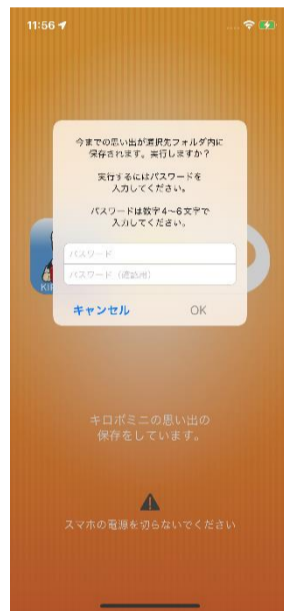 11:56
今までの思い出が選択先フォルダ内に
保存されます。実行しますか？
実行するにはパスワードを
入力してください。
パスワードは数字4〜6文字で
入力してください。
パスワード
パスワード（確認用）
キャンセル
OK
キロボミニの思い出の
保存をしています。
スマホの電源を切らないでください